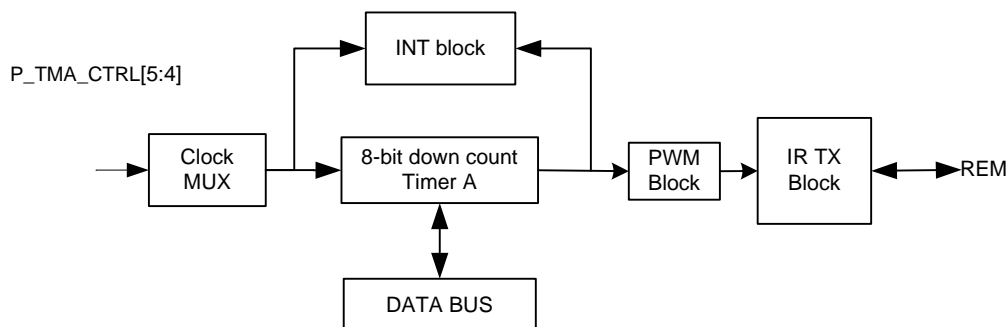 INT block
P_TMA_CTRL[5:4]
Clock
MUX
8-bit down count
Timer A
PWM
Block
IR TX
Block
REM
DATA BUS